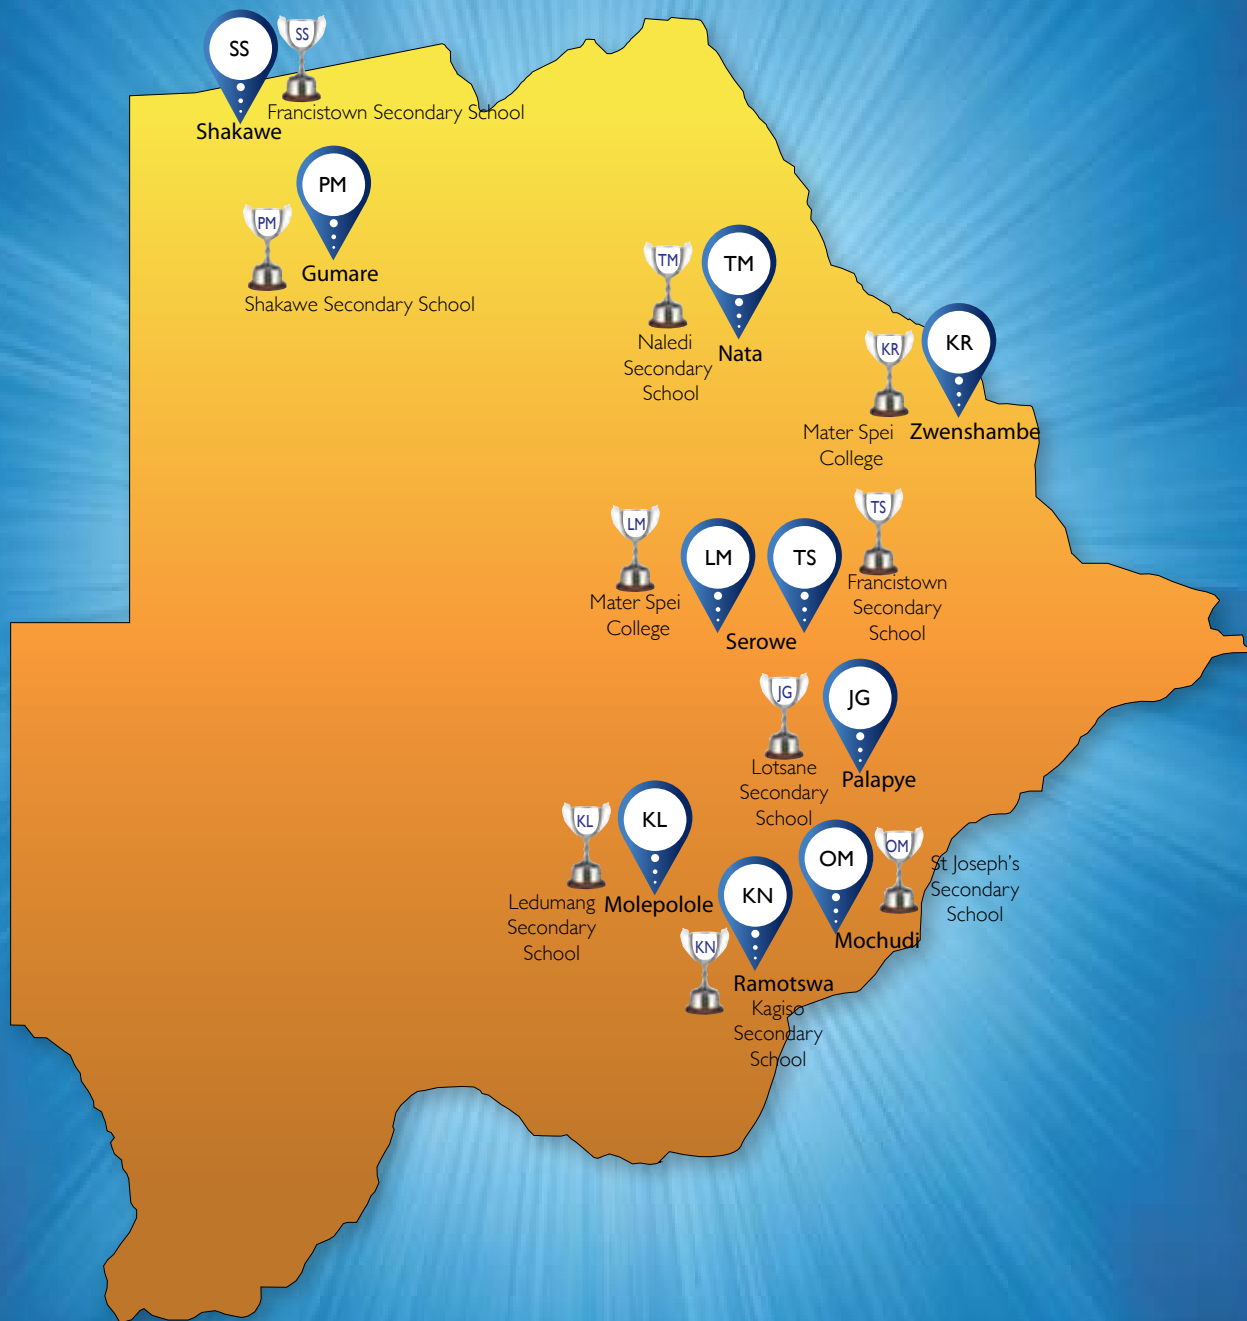 SS
SS
Francistown Secondary School
Shakawe
PM
PM
Gumare
Shakawe Secondary School
TM
TM
Naledi
Secondary
School
Nata
KR
KR
Mater Spei
College
Zwenshambe
LM
Mater Spei
College
LM
TS
Serowe
TS
Francistown
Secondary
School
JG
JG
Lotsane
Secondary
School
Palapye
KL
KL
Ledumang
Secondary
School
Molepolole
OM
OM
St Joseph's
Secondary
School
Mochudi
KN
KN
Ramotswa
Kagiso
Secondary
School